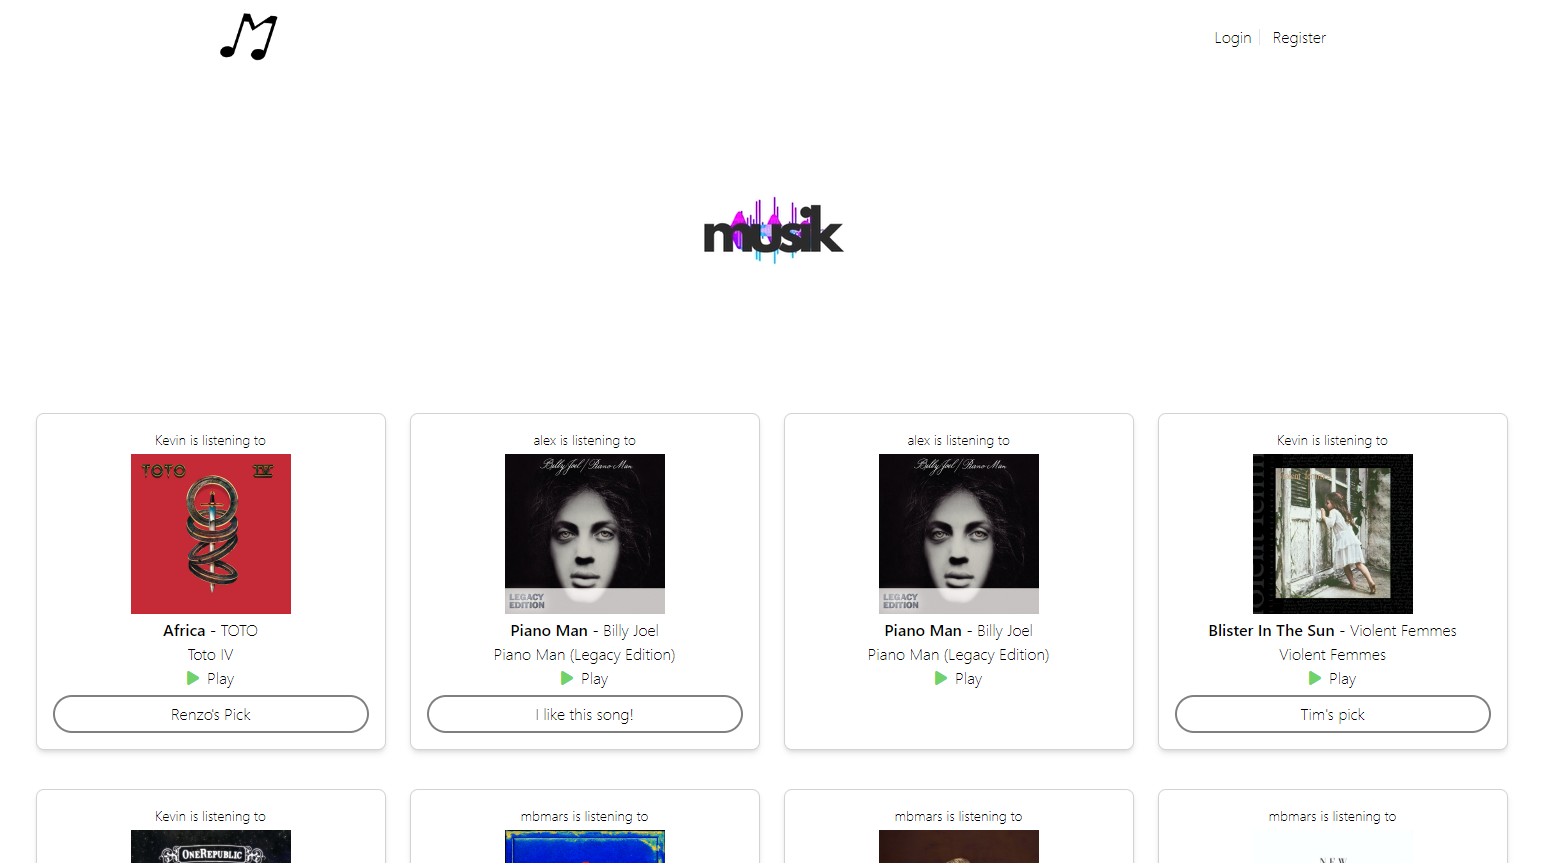 Login Register
musik
Kevin is listening to
TOTO IV
Africa - TOTO
Toto IV
Play
Renzo's Pick
alex is listening to
Billy Joel / Piano Man
LEGACY
EDITION
Piano Man - Billy Joel
Piano Man (Legacy Edition)
Play
I like this song!
alex is listening to
Billy Joel / Piano Man
LEGACY
EDITION
Piano Man - Billy Joel
Piano Man (Legacy Edition)
Play
Kevin is listening to
Blister In The Sun - Violent Femmes
Violent Femmes
Play
Tim's pick
Kevin is listening to
ONEREPUBLIC
mbmars is listening to
mbmars is listening to
mbmars is listening to
NEW